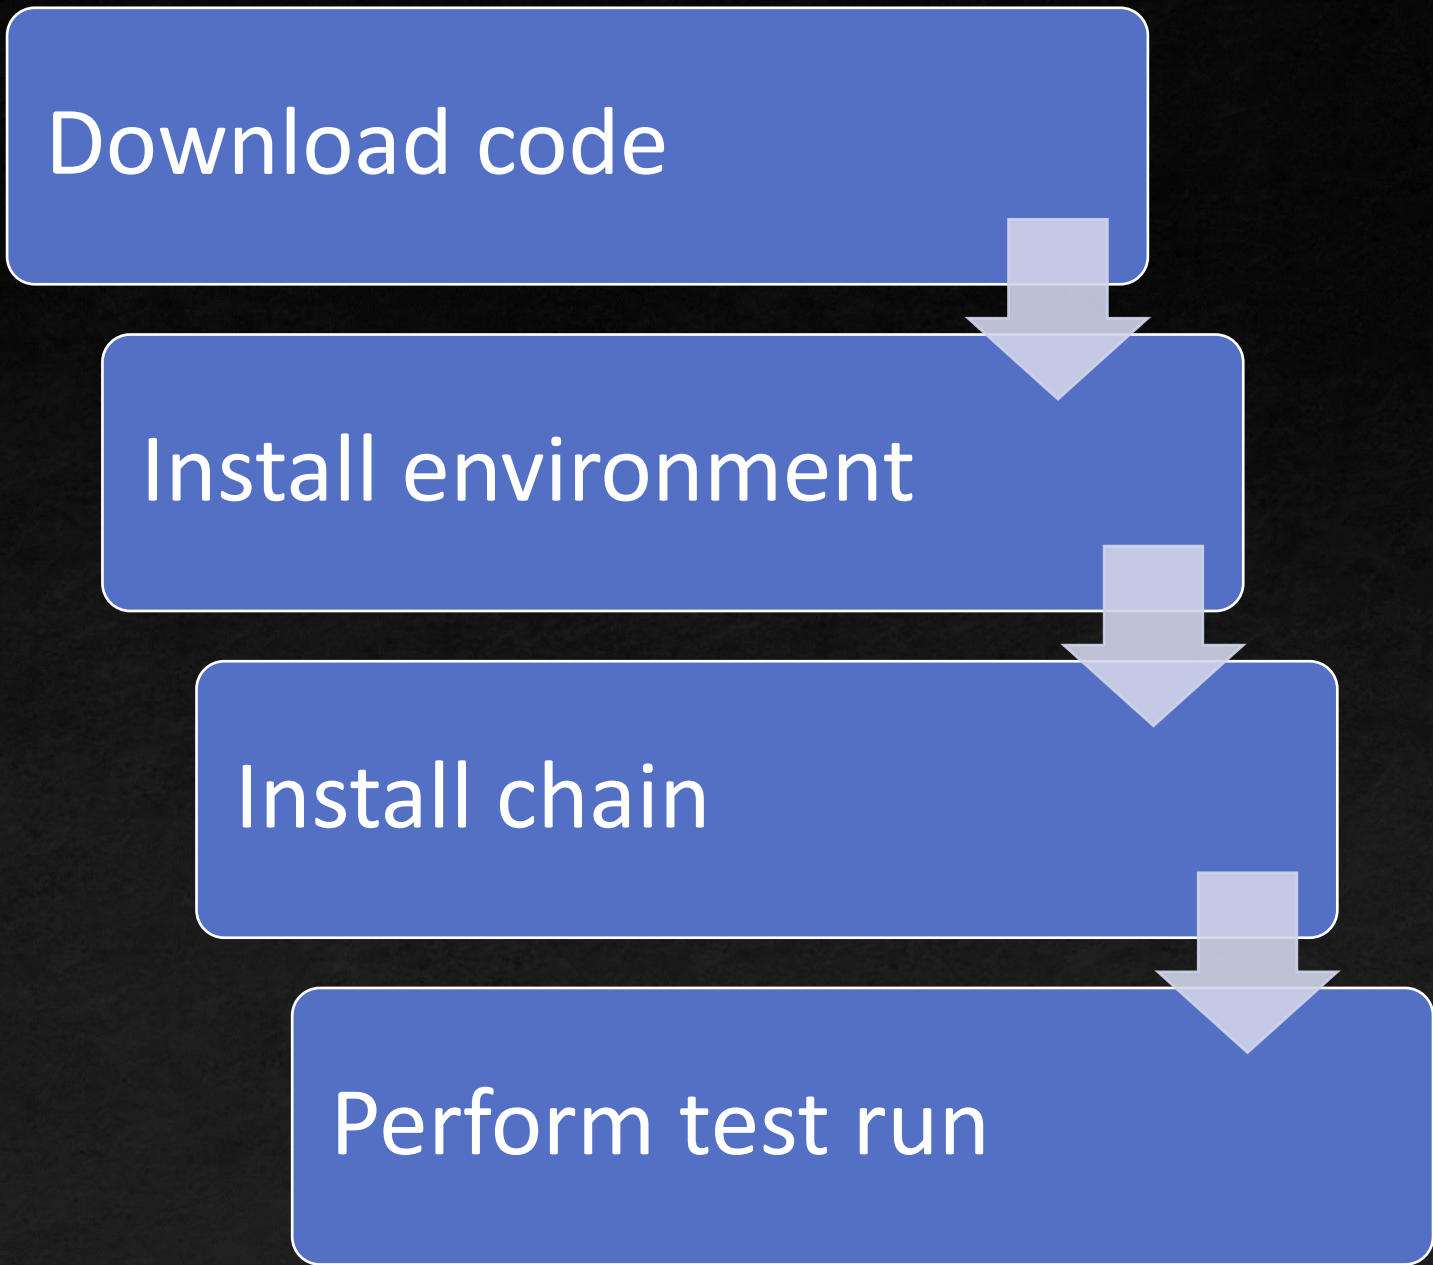 Download code
Install environment
Install chain
Perform test run